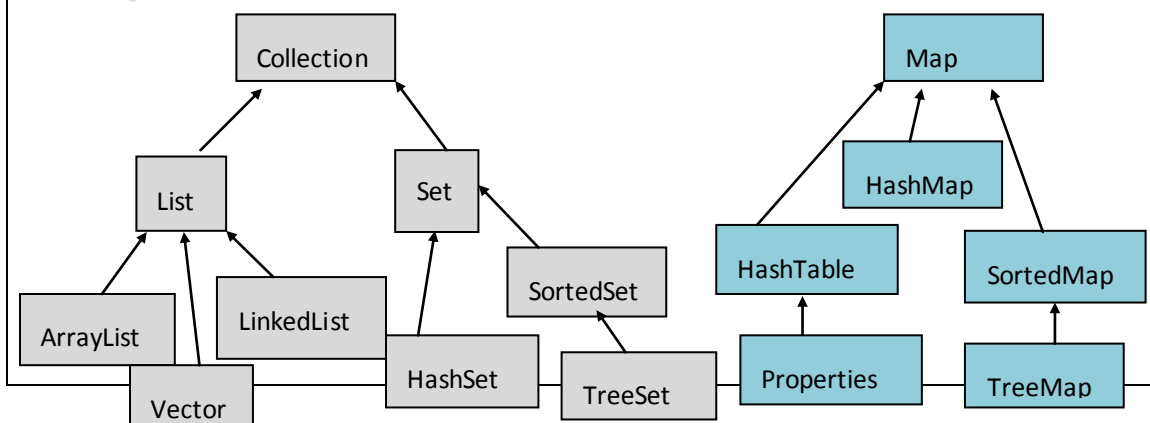 Collection
Map
List
Set
HashMap
HashTable
SortedMap
ArrayList
LinkedList
SortedSet
HashSet
Vector
TreeSet
Properties
TreeMap